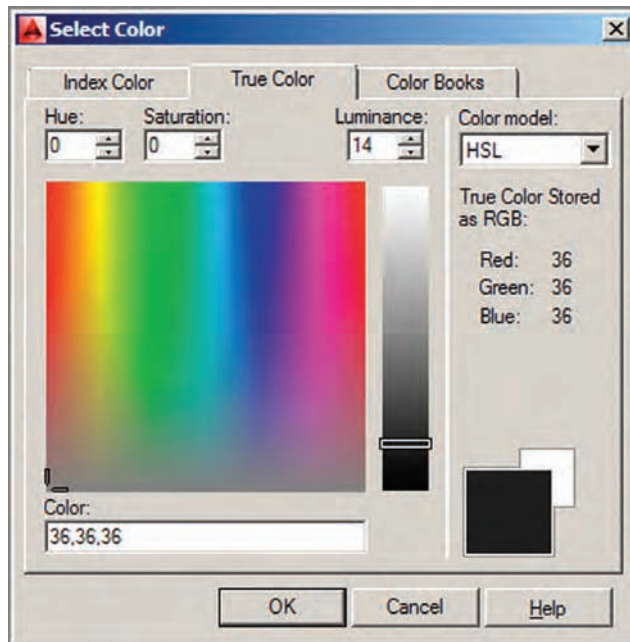 Select Color
Index Color True Color Color Books
Hue: Saturation: Luminance: Color model:
0 0 14 HSL
True Color Stored
as RGB:
Red: 36
Green: 36
Blue: 36
Color:
36,36,36
OK Cancel Help